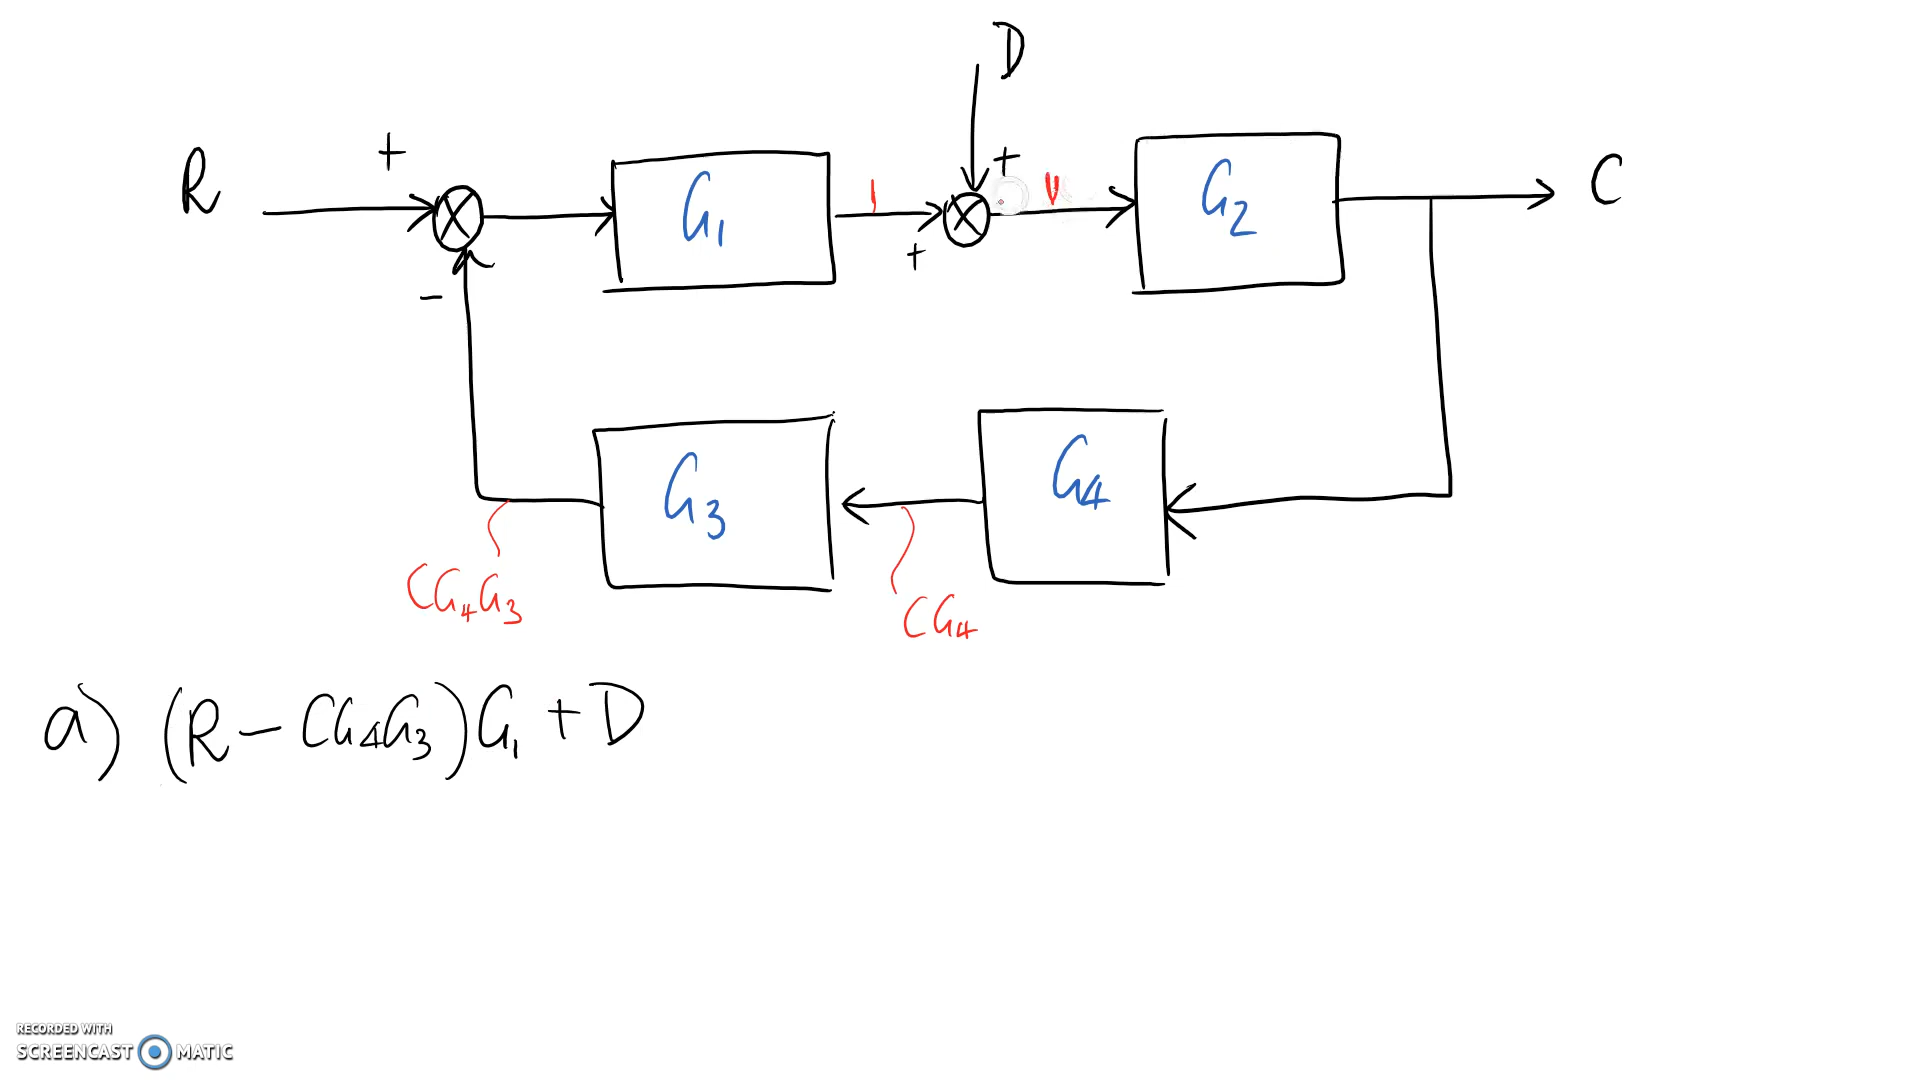 D
R + G1 + + G2 C
-
G3 G4
CG4G3 CG4
a) (R - CG4G3)G1 + D
RECORDED WITH
SCREENCAST MATIC